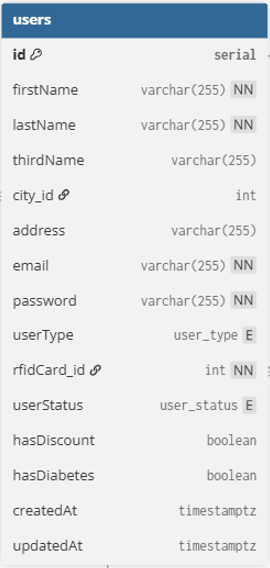 users
id serial
firstName varchar(255) NN
lastName varchar(255) NN
thirdName varchar(255)
city_id int
address varchar(255)
email varchar(255) NN
password varchar(255) NN
userType user_type E
rfidCard_id int NN
userStatus user_status E
hasDiscount boolean
hasDiabetes boolean
createdAt timestamptz
updatedAt timestamptz